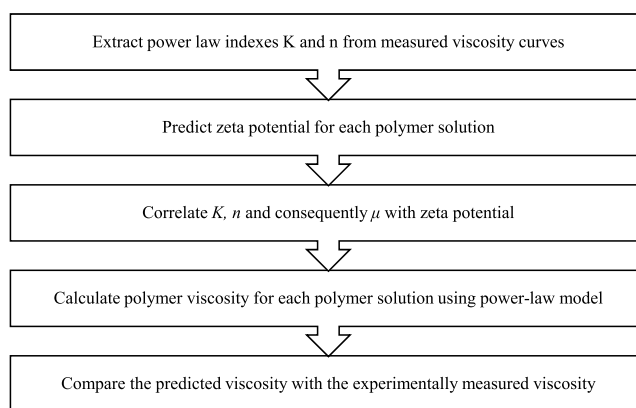 Extract power law indexes K and n from measured viscosity curves
Predict zeta potential for each polymer solution
Correlate K, n and consequently μ with zeta potential
Calculate polymer viscosity for each polymer solution using power-law model
Compare the predicted viscosity with the experimentally measured viscosity